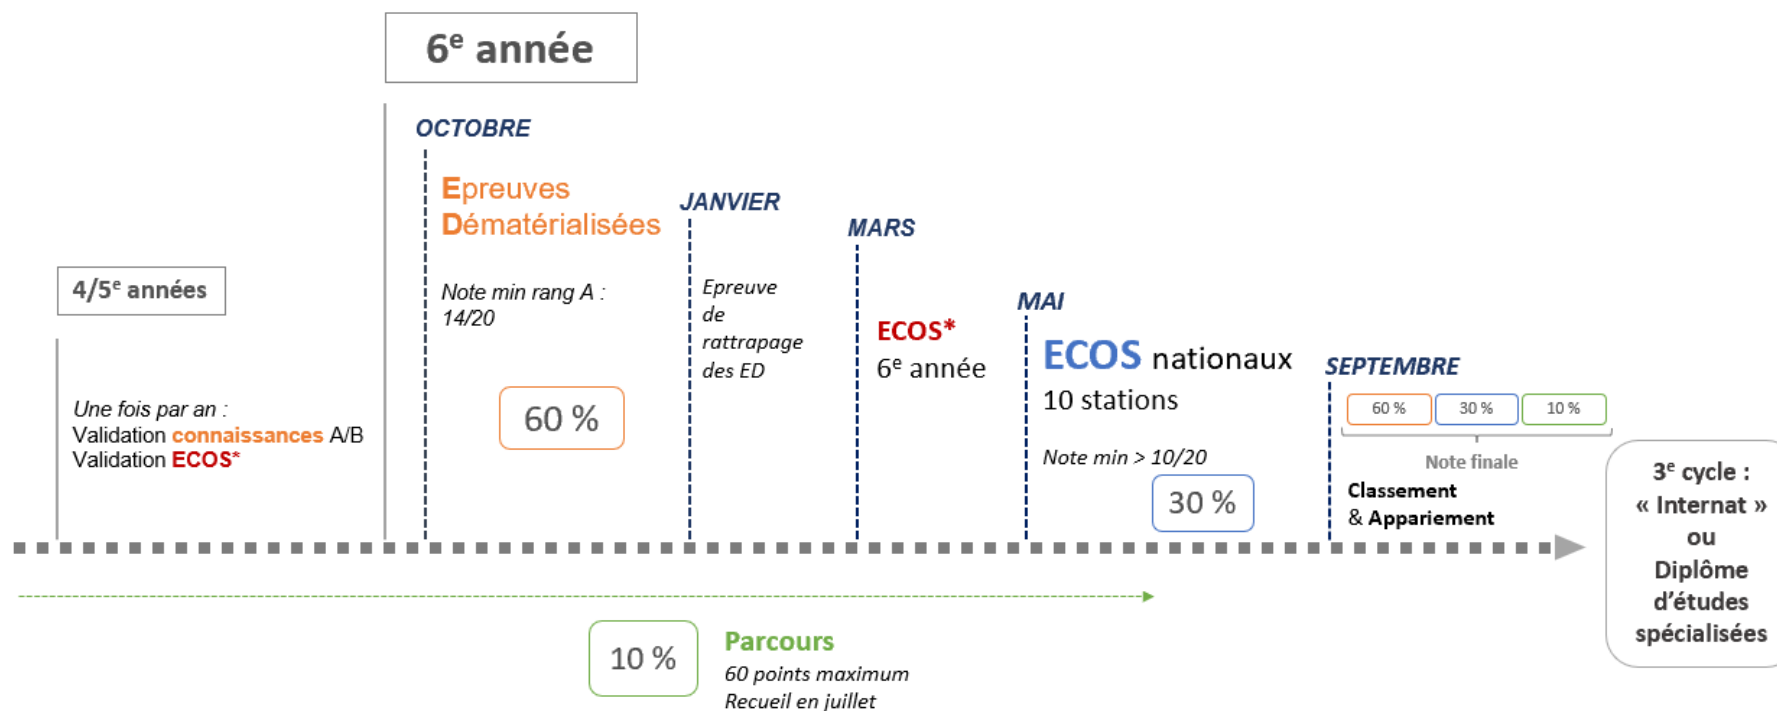 6e année
OCTOBRE
Epreuves
Dématérialisées
Note min rang A :
14/20
60 %
JANVIER
Epreuve
de
rattrapage
des ED
MARS
ECOS*
6e année
MAI
ECOS nationaux
10 stations
Note min > 10/20
30 %
SEPTEMBRE
60 %
30 %
10 %
Note finale
Classement
& Appariement
3e cycle :
« Internat »
ou
Diplôme
d'études
spécialisées
4/5e années
Une fois par an :
Validation connaissances A/B
Validation ECOS*
10 %
Parcours
60 points maximum
Recueil en juillet